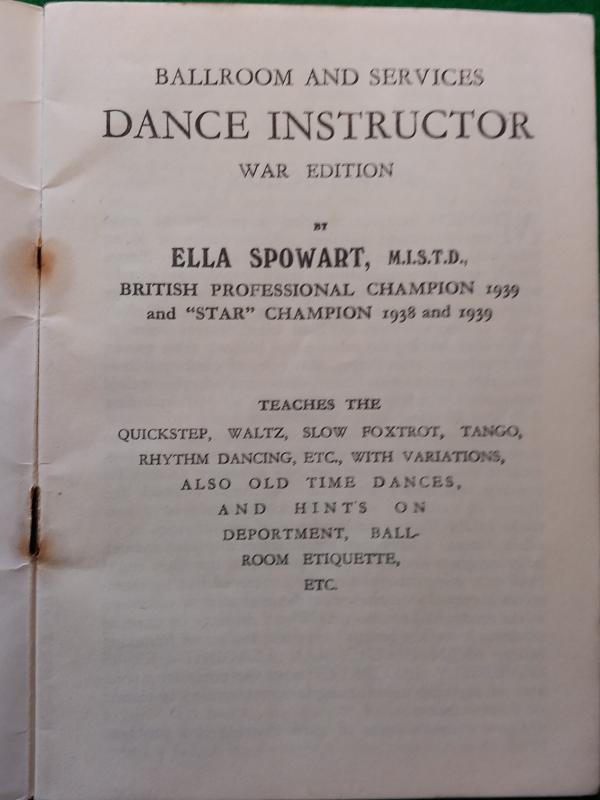 BALLROOM AND SERVICES
DANCE INSTRUCTOR
WAR EDITION
BY
ELLA SPOWART, M.I.S.T.D.,
BRITISH PROFESSIONAL CHAMPION 1939
and "STAR" CHAMPION 1938 and 1939
TEACHES THE
QUICKSTEP, WALTZ, SLOW FOXTROT, TANGO,
RHYTHM DANCING, ETC., WITH VARIATIONS,
ALSO OLD TIME DANCES,
AND HINTS ON
DEPORTMENT, BALL-
ROOM ETIQUETTE,
ETC.